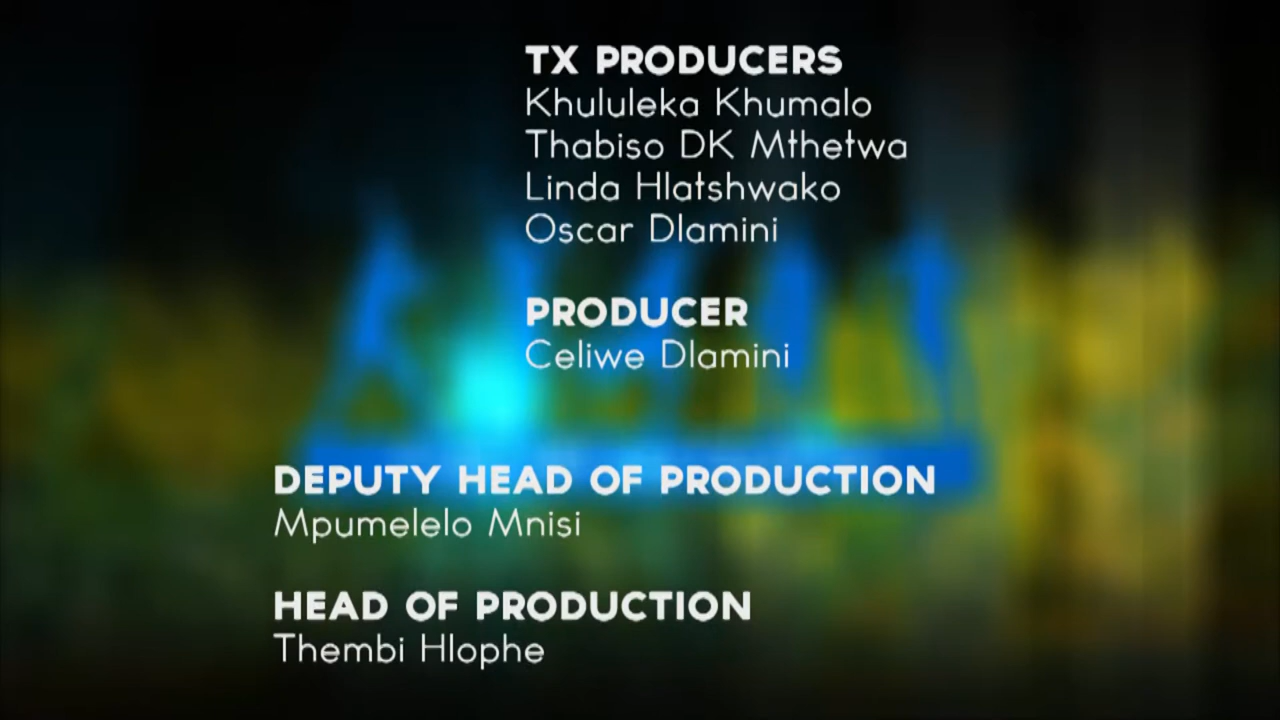 TX PRODUCERS
Khululeka Khumalo
Thabiso DK Mthetwa
Linda Hlatshwako
Oscar Dlamini
PRODUCER
Celiwe Dlamini
DEPUTY HEAD OF PRODUCTION
Mpumelelo Mnisi
HEAD OF PRODUCTION
Thembi Hlophe